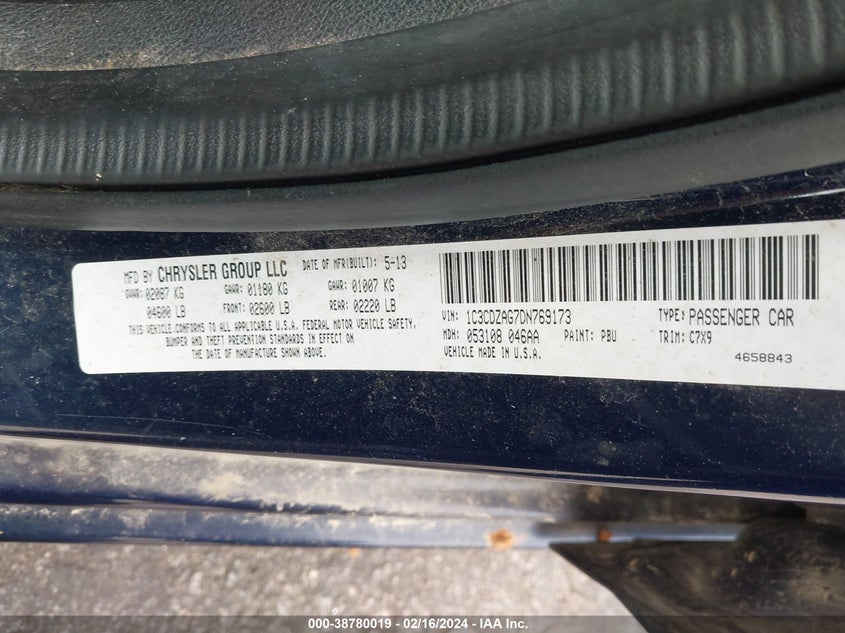 MFD BY CHRYSLER GROUP LLC DATE OF MFR(BUILT): 5-13
GVWR: 02087 KG GAWR: 01180 KG GAWR: 01007 KG
04600 LB FRONT: 02600 LB REAR: 02220 LB
THIS VEHICLE CONFORMS TO ALL APPLICABLE U.S.A. FEDERAL MOTOR VEHICLE SAFETY,
BUMPER AND THEFT PREVENTION STANDARDS IN EFFECT ON
THE DATE OF MANUFACTURE SHOWN ABOVE.
VIN: 1C3CDZAG7DN769173 TYPE: PASSENGER CAR
MDH: 053108 046AA PAINT: PBU TRIM: C7X9
VEHICLE MADE IN U.S.A. 4658843
000-38780019 - 02/16/2024 - IAA Inc.